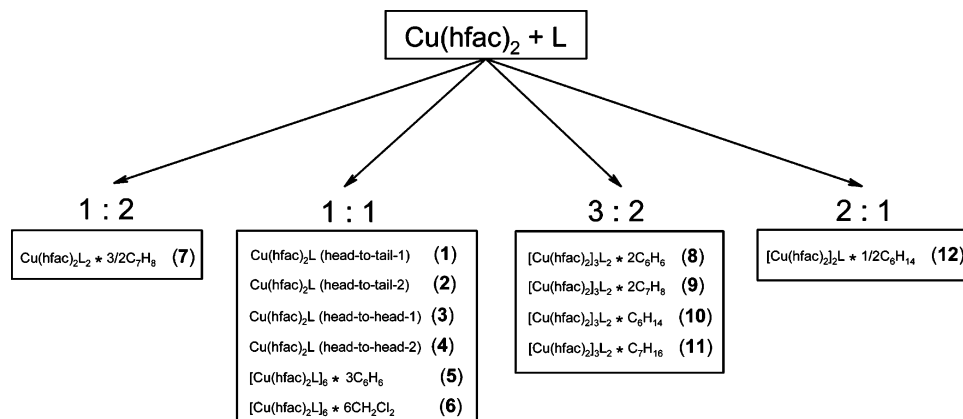 Cu(hfac)₂ + L
1 : 2
Cu(hfac)₂L₂ * 3/2C₇H₈ (7)
1 : 1
Cu(hfac)₂L (head-to-tail-1) (1)
Cu(hfac)₂L (head-to-tail-2) (2)
Cu(hfac)₂L (head-to-head-1) (3)
Cu(hfac)₂L (head-to-head-2) (4)
[Cu(hfac)₂L]₆ * 3C₆H₆ (5)
[Cu(hfac)₂L]₆ * 6CH₂Cl₂ (6)
3 : 2
[Cu(hfac)₂]₃L₂ * 2C₆H₆ (8)
[Cu(hfac)₂]₃L₂ * 2C₇H₈ (9)
[Cu(hfac)₂]₃L₂ * C₆H₁₄ (10)
[Cu(hfac)₂]₃L₂ * C₇H₁₆ (11)
2 : 1
[Cu(hfac)₂]₂L * 1/2C₆H₁₄ (12)